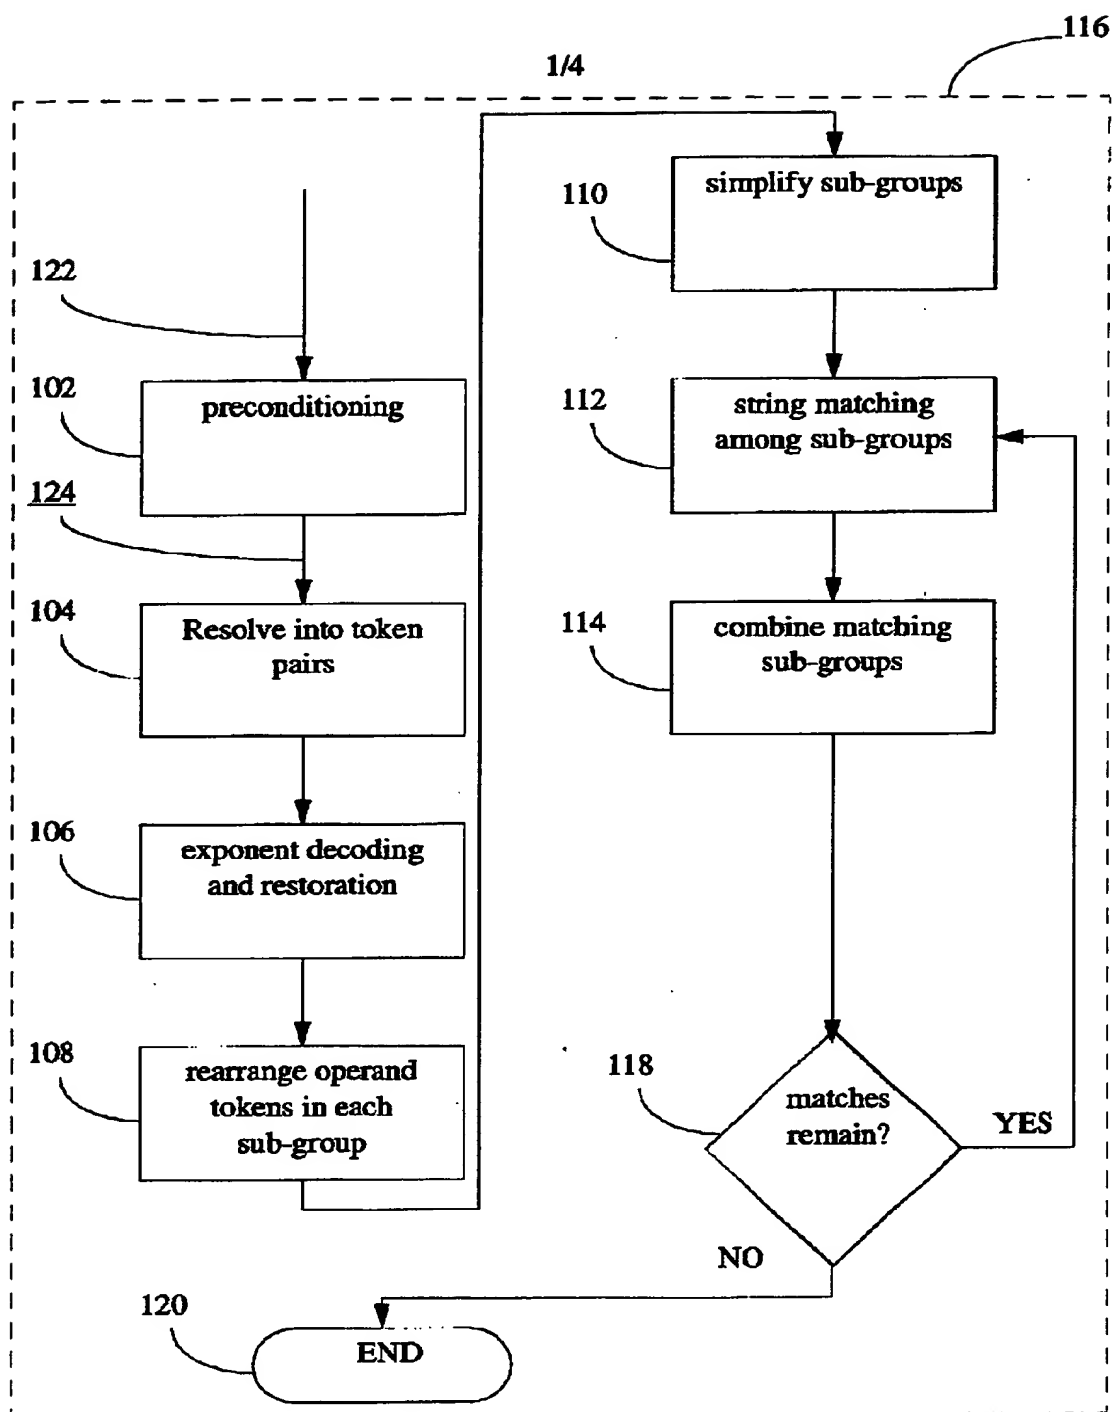 116
1/4
122
102
preconditioning
124
104
Resolve into token
pairs
106
exponent decoding
and restoration
108
rearrange operand
tokens in each
sub-group
110
simplify sub-groups
112
string matching
among sub-groups
114
combine matching
sub-groups
118
matches
remain?
YES
NO
120
END